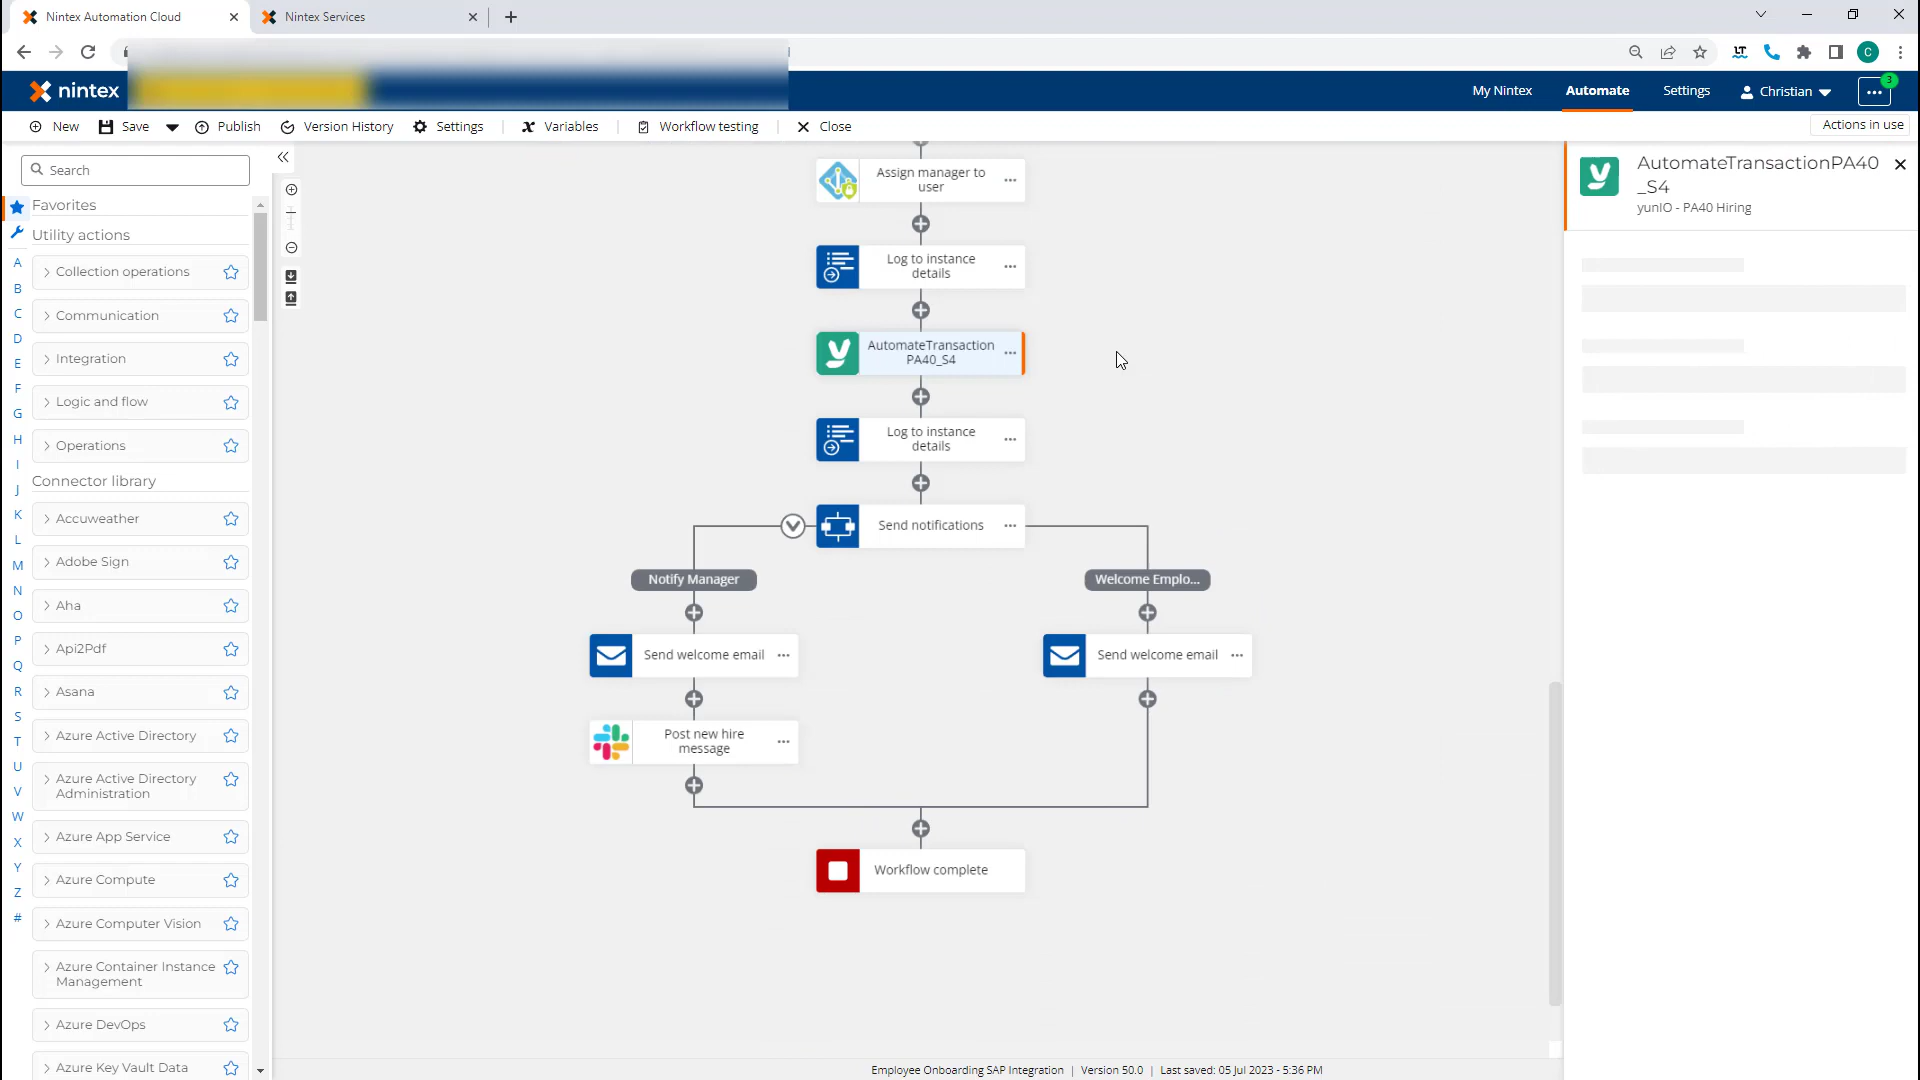 Nintex Automation Cloud
Nintex Services
LT
C
nintex
My Nintex
Automate
Settings
Christian
3
New
Save
Publish
Version History
Settings
Variables
Workflow testing
Close
Actions in use
Search
Favorites
Utility actions
Collection operations
Communication
Integration
Logic and flow
Operations
Connector library
Accuweather
Adobe Sign
Aha
Api2Pdf
Asana
Azure Active Directory
Azure Active Directory
Administration
Azure App Service
Azure Compute
Azure Computer Vision
Azure Container Instance
Management
Azure DevOps
Azure Key Vault Data
A
B
C
D
E
F
G
H
I
J
K
L
M
N
O
P
Q
R
S
T
U
V
W
X
Y
Z
#
Assign manager to
user
Log to instance
details
AutomateTransaction
PA40_S4
Log to instance
details
Send notifications
Notify Manager
Welcome Emplo...
Send welcome email
Send welcome email
Post new hire
message
Workflow complete
AutomateTransactionPA40
_S4
yunIO - PA40 Hiring
Employee Onboarding SAP Integration | Version 50.0 | Last saved: 05 Jul 2023 - 5:36 PM